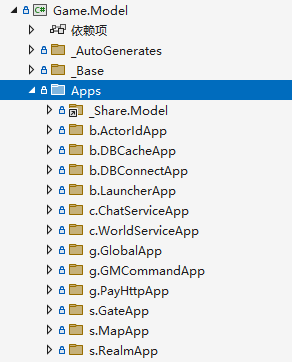 C# Game.Model
依赖项
_AutoGenerates
_Base
Apps
_Share.Model
b.ActorIdApp
b.DBCacheApp
b.DBConnectApp
b.LauncherApp
c.ChatServiceApp
c.WorldServiceApp
g.GlobalApp
g.GMCommandApp
g.PayHttpApp
s.GateApp
s.MapApp
s.RealmApp